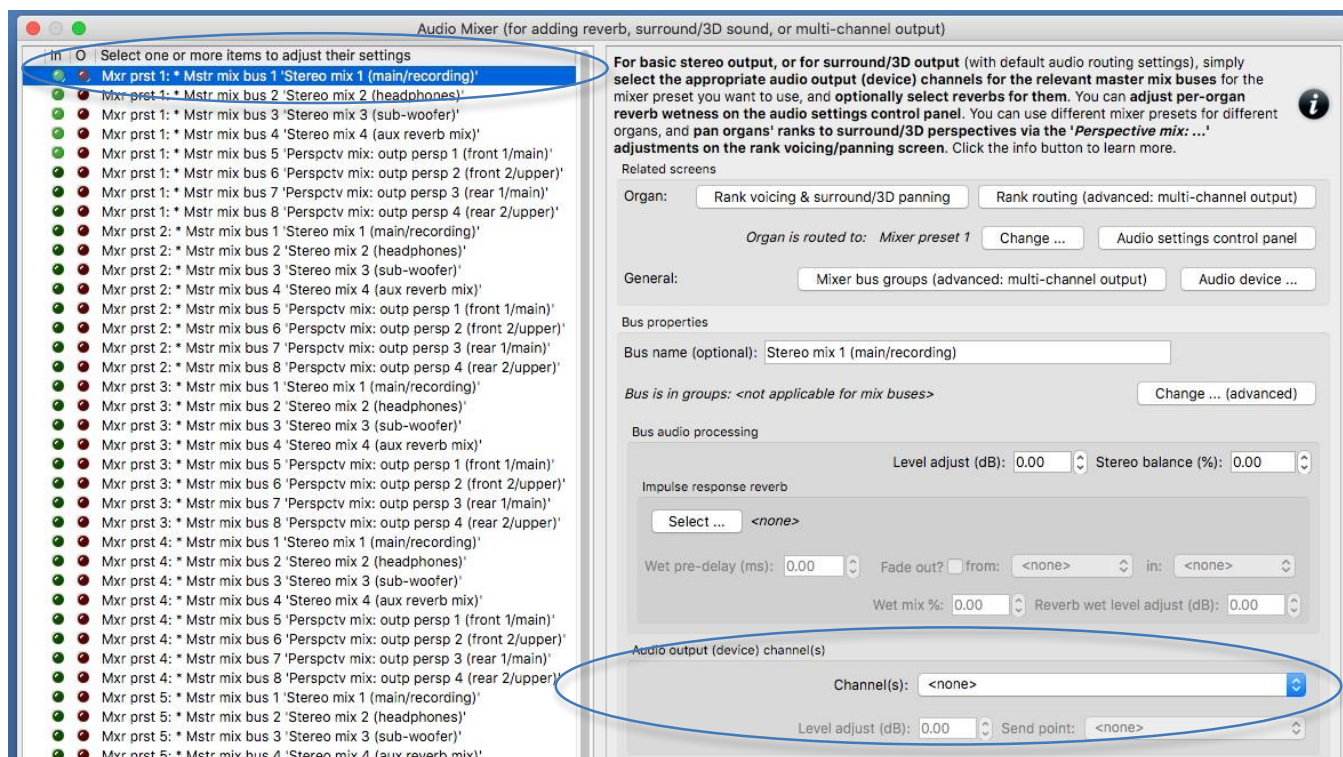 Audio Mixer (for adding reverb, surround/3D sound, or multi-channel output)
In O Select one or more items to adjust their settings
Mxr prst 1: * Mstr mix bus 1 'Stereo mix 1 (main/recording)'
Mxr prst 1: * Mstr mix bus 2 'Stereo mix 2 (headphones)'
Mxr prst 1: * Mstr mix bus 3 'Stereo mix 3 (sub-woofer)'
Mxr prst 1: * Mstr mix bus 4 'Stereo mix 4 (aux reverb mix)'
Mxr prst 1: * Mstr mix bus 5 'Perspctv mix: outp persp 1 (front 1/main)'
Mxr prst 1: * Mstr mix bus 6 'Perspctv mix: outp persp 2 (front 2/upper)'
Mxr prst 1: * Mstr mix bus 7 'Perspctv mix: outp persp 3 (rear 1/main)'
Mxr prst 1: * Mstr mix bus 8 'Perspctv mix: outp persp 4 (rear 2/upper)'
Mxr prst 2: * Mstr mix bus 1 'Stereo mix 1 (main/recording)'
Mxr prst 2: * Mstr mix bus 2 'Stereo mix 2 (headphones)'
Mxr prst 2: * Mstr mix bus 3 'Stereo mix 3 (sub-woofer)'
Mxr prst 2: * Mstr mix bus 4 'Stereo mix 4 (aux reverb mix)'
Mxr prst 2: * Mstr mix bus 5 'Perspctv mix: outp persp 1 (front 1/main)'
Mxr prst 2: * Mstr mix bus 6 'Perspctv mix: outp persp 2 (front 2/upper)'
Mxr prst 2: * Mstr mix bus 7 'Perspctv mix: outp persp 3 (rear 1/main)'
Mxr prst 2: * Mstr mix bus 8 'Perspctv mix: outp persp 4 (rear 2/upper)'
Mxr prst 3: * Mstr mix bus 1 'Stereo mix 1 (main/recording)'
Mxr prst 3: * Mstr mix bus 2 'Stereo mix 2 (headphones)'
Mxr prst 3: * Mstr mix bus 3 'Stereo mix 3 (sub-woofer)'
Mxr prst 3: * Mstr mix bus 4 'Stereo mix 4 (aux reverb mix)'
Mxr prst 3: * Mstr mix bus 5 'Perspctv mix: outp persp 1 (front 1/main)'
Mxr prst 3: * Mstr mix bus 6 'Perspctv mix: outp persp 2 (front 2/upper)'
Mxr prst 3: * Mstr mix bus 7 'Perspctv mix: outp persp 3 (rear 1/main)'
Mxr prst 3: * Mstr mix bus 8 'Perspctv mix: outp persp 4 (rear 2/upper)'
Mxr prst 4: * Mstr mix bus 1 'Stereo mix 1 (main/recording)'
Mxr prst 4: * Mstr mix bus 2 'Stereo mix 2 (headphones)'
Mxr prst 4: * Mstr mix bus 3 'Stereo mix 3 (sub-woofer)'
Mxr prst 4: * Mstr mix bus 4 'Stereo mix 4 (aux reverb mix)'
Mxr prst 4: * Mstr mix bus 5 'Perspctv mix: outp persp 1 (front 1/main)'
Mxr prst 4: * Mstr mix bus 6 'Perspctv mix: outp persp 2 (front 2/upper)'
Mxr prst 4: * Mstr mix bus 7 'Perspctv mix: outp persp 3 (rear 1/main)'
Mxr prst 4: * Mstr mix bus 8 'Perspctv mix: outp persp 4 (rear 2/upper)'
Mxr prst 5: * Mstr mix bus 1 'Stereo mix 1 (main/recording)'
Mxr prst 5: * Mstr mix bus 2 'Stereo mix 2 (headphones)'
Mxr prst 5: * Mstr mix bus 3 'Stereo mix 3 (sub-woofer)'
Mxr prst 5: * Mstr mix bus 4 'Stereo mix 4 (aux reverb mix)'
For basic stereo output, or for surround/3D output (with default audio routing settings), simply
select the appropriate audio output (device) channels for the relevant master mix buses for the
mixer preset you want to use, and optionally select reverbs for them. You can adjust per-organ
reverb wetness on the audio settings control panel. You can use different mixer presets for different
organs, and pan organs' ranks to surround/3D perspectives via the 'Perspective mix: ...'
adjustments on the rank voicing/panning screen. Click the info button to learn more.
i
Related screens
Organ: Rank voicing & surround/3D panning Rank routing (advanced: multi-channel output)
Organ is routed to: Mixer preset 1 Change ... Audio settings control panel
General: Mixer bus groups (advanced: multi-channel output) Audio device ...
Bus properties
Bus name (optional): Stereo mix 1 (main/recording)
Bus is in groups: <not applicable for mix buses> Change ... (advanced)
Bus audio processing
Level adjust (dB): 0.00 Stereo balance (%): 0.00
Impulse response reverb
Select ... <none>
Wet pre-delay (ms): 0.00 Fade out? from: <none> in: <none>
Wet mix %: 0.00 Reverb wet level adjust (dB): 0.00
Audio output (device) channel(s)
Channel(s): <none>
Level adjust (dB): 0.00 Send point: <none>